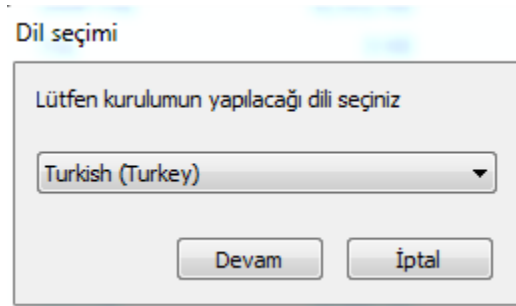 Dil seçimi
Lütfen kurulumun yapılacağı dili seçiniz
Turkish (Turkey)
Devam
İptal